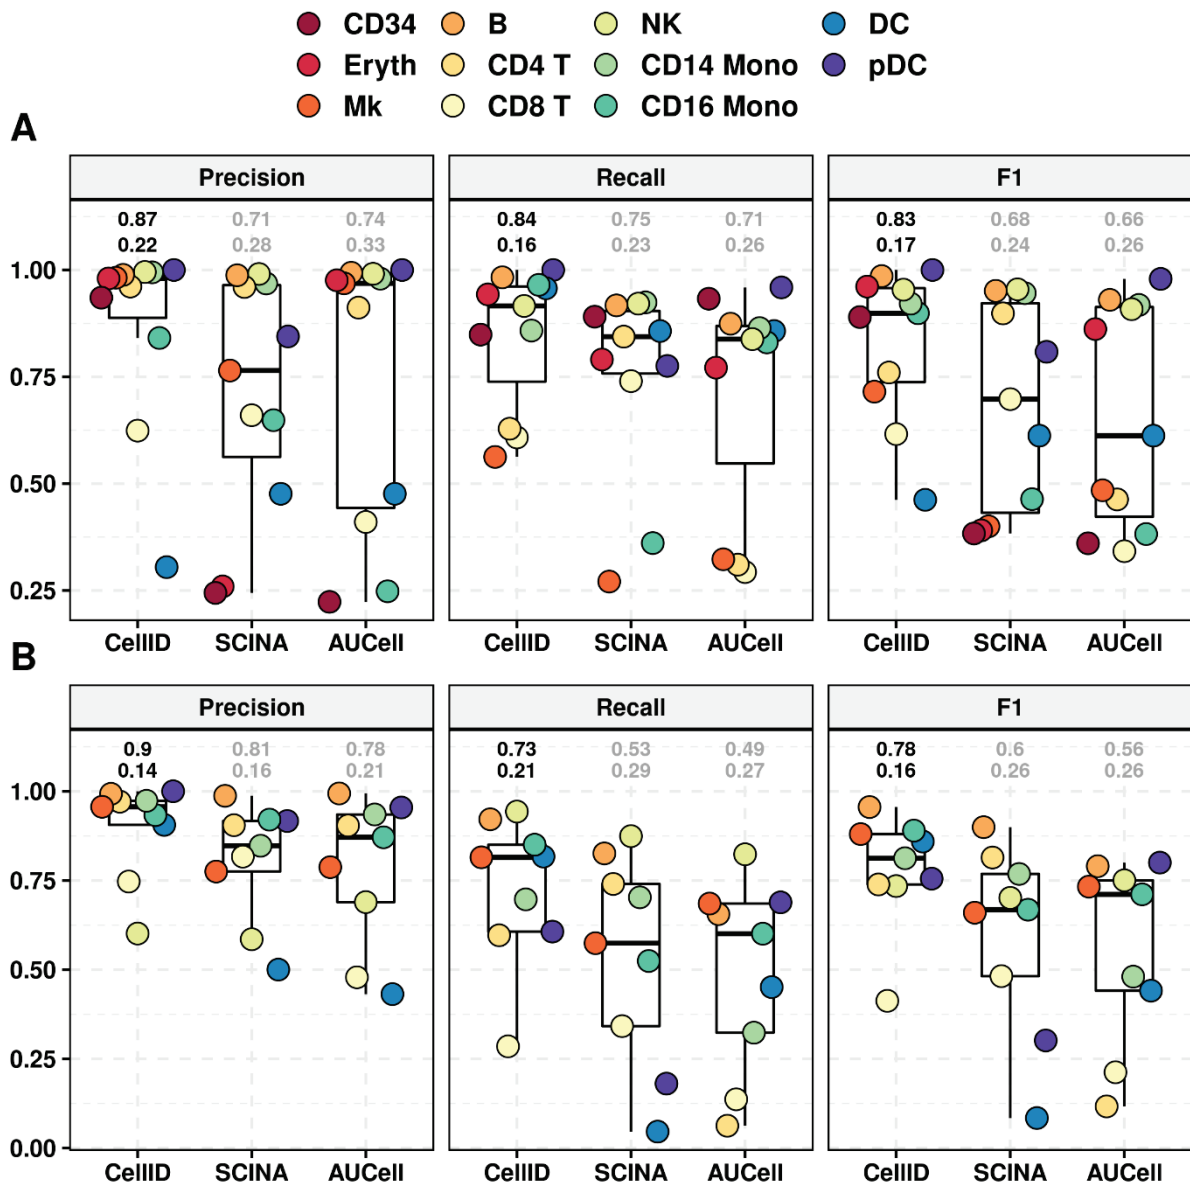 CD34 B NK DC
Eryth CD4 T CD14 Mono pDC
Mk CD8 T CD16 Mono
A
Precision Recall F1
0.87 0.71 0.74 0.84 0.75 0.71 0.83 0.68 0.66
0.22 0.28 0.33 0.16 0.23 0.26 0.17 0.24 0.26
1.00
0.75
0.50
0.25
CellID SCINA AUCell CellID SCINA AUCell CellID SCINA AUCell
B
Precision Recall F1
0.9 0.81 0.78 0.73 0.53 0.49 0.78 0.6 0.56
0.14 0.16 0.21 0.21 0.29 0.27 0.16 0.26 0.26
1.00
0.75
0.50
0.25
0.00
CellID SCINA AUCell CellID SCINA AUCell CellID SCINA AUCell